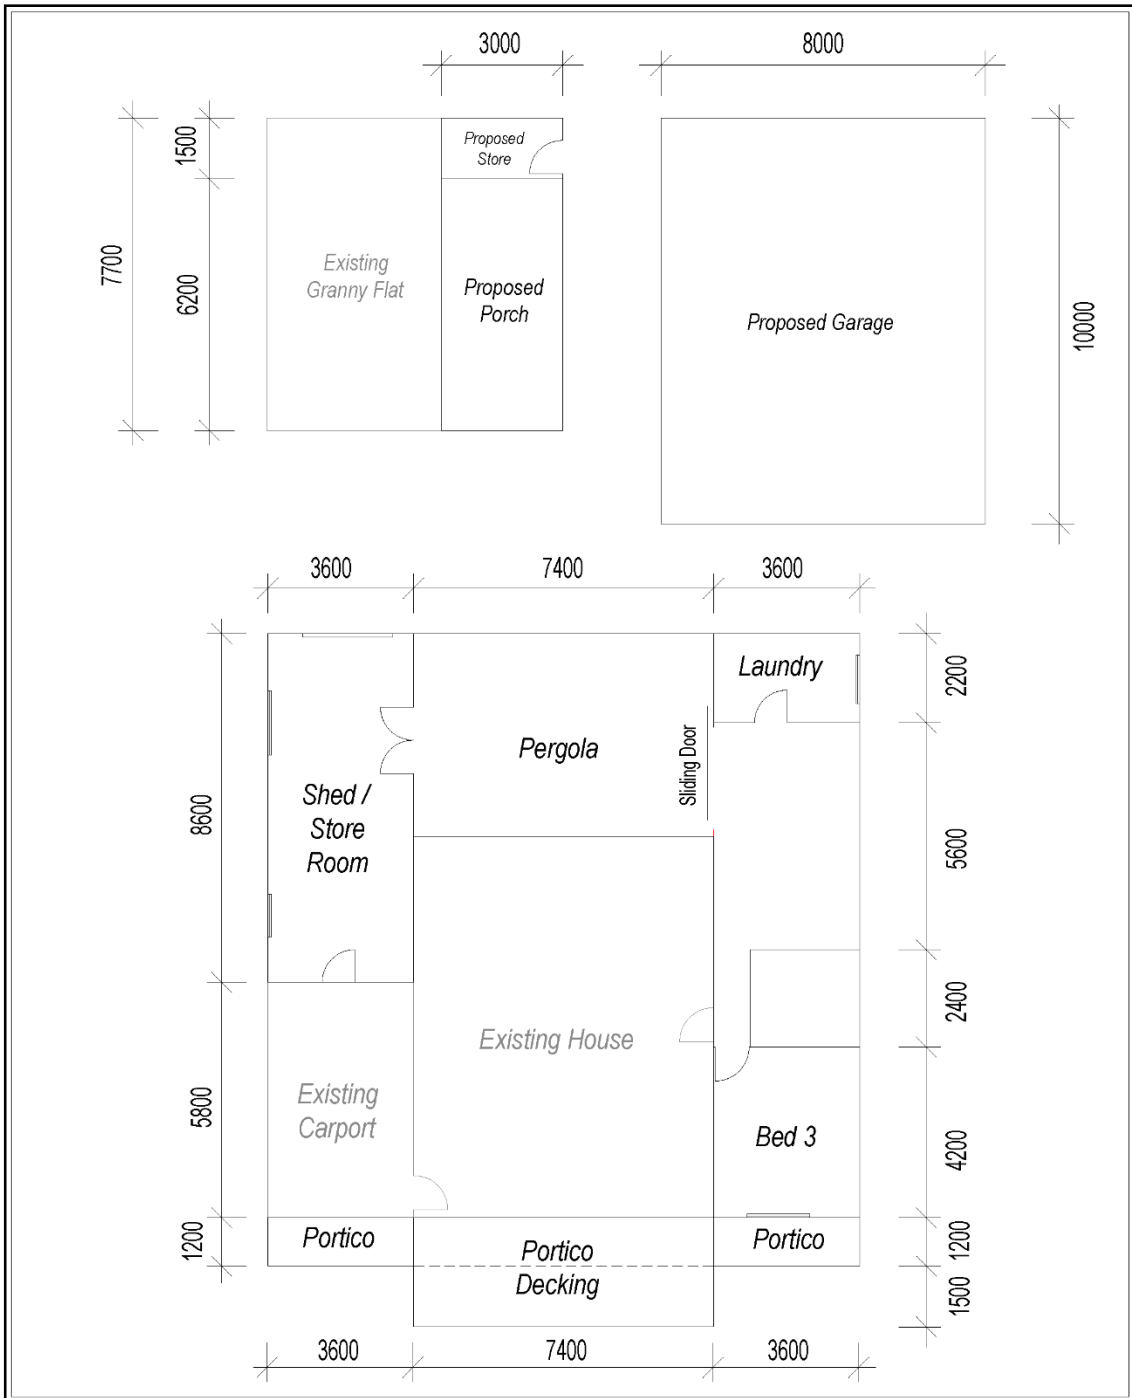 3000
8000
1500
7700
6200
10000
Proposed
Store
Existing
Granny Flat
Proposed
Porch
Proposed Garage
3600
7400
3600
Laundry
2200
Pergola
Sliding Door
Shed /
Store
Room
8600
5600
2400
Existing House
Existing
Carport
5800
Bed 3
4200
Portico
Portico
Decking
Portico
1200
1200
1500
3600
7400
3600